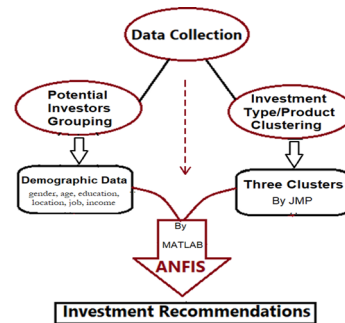 Data Collection
Potential
Investors
Grouping
Investment
Type/Product
Clustering
Demographic Data
gender, age, education,
location, job, income
Three Clusters
By JMP
By
MATLAB
ANFIS
Investment Recommendations